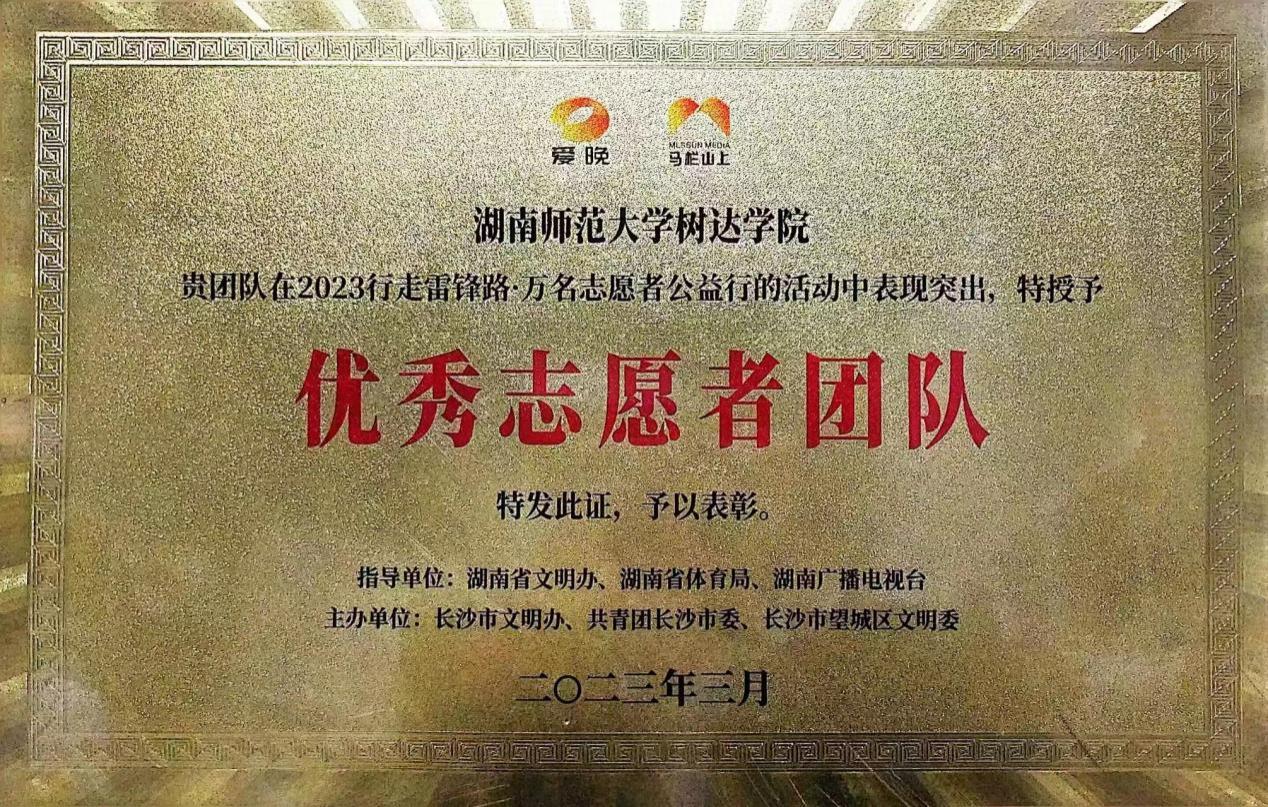 爱晚
MLSSUN MEDIA
马栏山上
湖南师范大学树达学院
贵团队在2023行走雷锋路·万名志愿者公益行的活动中表现突出，特授予
优秀志愿者团队
特发此证，予以表彰。
指导单位：湖南省文明办、湖南省体育局、湖南广播电视台
主办单位：长沙市文明办、共青团长沙市委、长沙市望城区文明委
二〇二三年三月